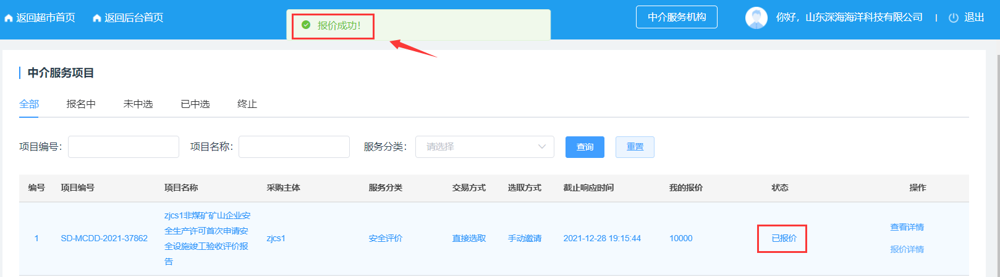 返回超市首页
返回后台首页
报价成功!
中介服务机构
你好，山东深海海洋科技有限公司
退出
中介服务项目
全部 报名中 未中选 已中选 终止
项目编号： 项目名称： 服务分类： 请选择 查询 重置
编号 项目编号 项目名称 采购主体 服务分类 交易方式 选取方式 截止响应时间 我的报价 状态 操作
1 SD-MCDD-2021-37862
zjcs1非煤矿矿山企业安
全生产许可首次申请安
全设施竣工验收评价报
告
zjcs1 安全评价 直接选取 手动邀请 2021-12-28 19:15:44 10000 已报价
查看详情
报价详情